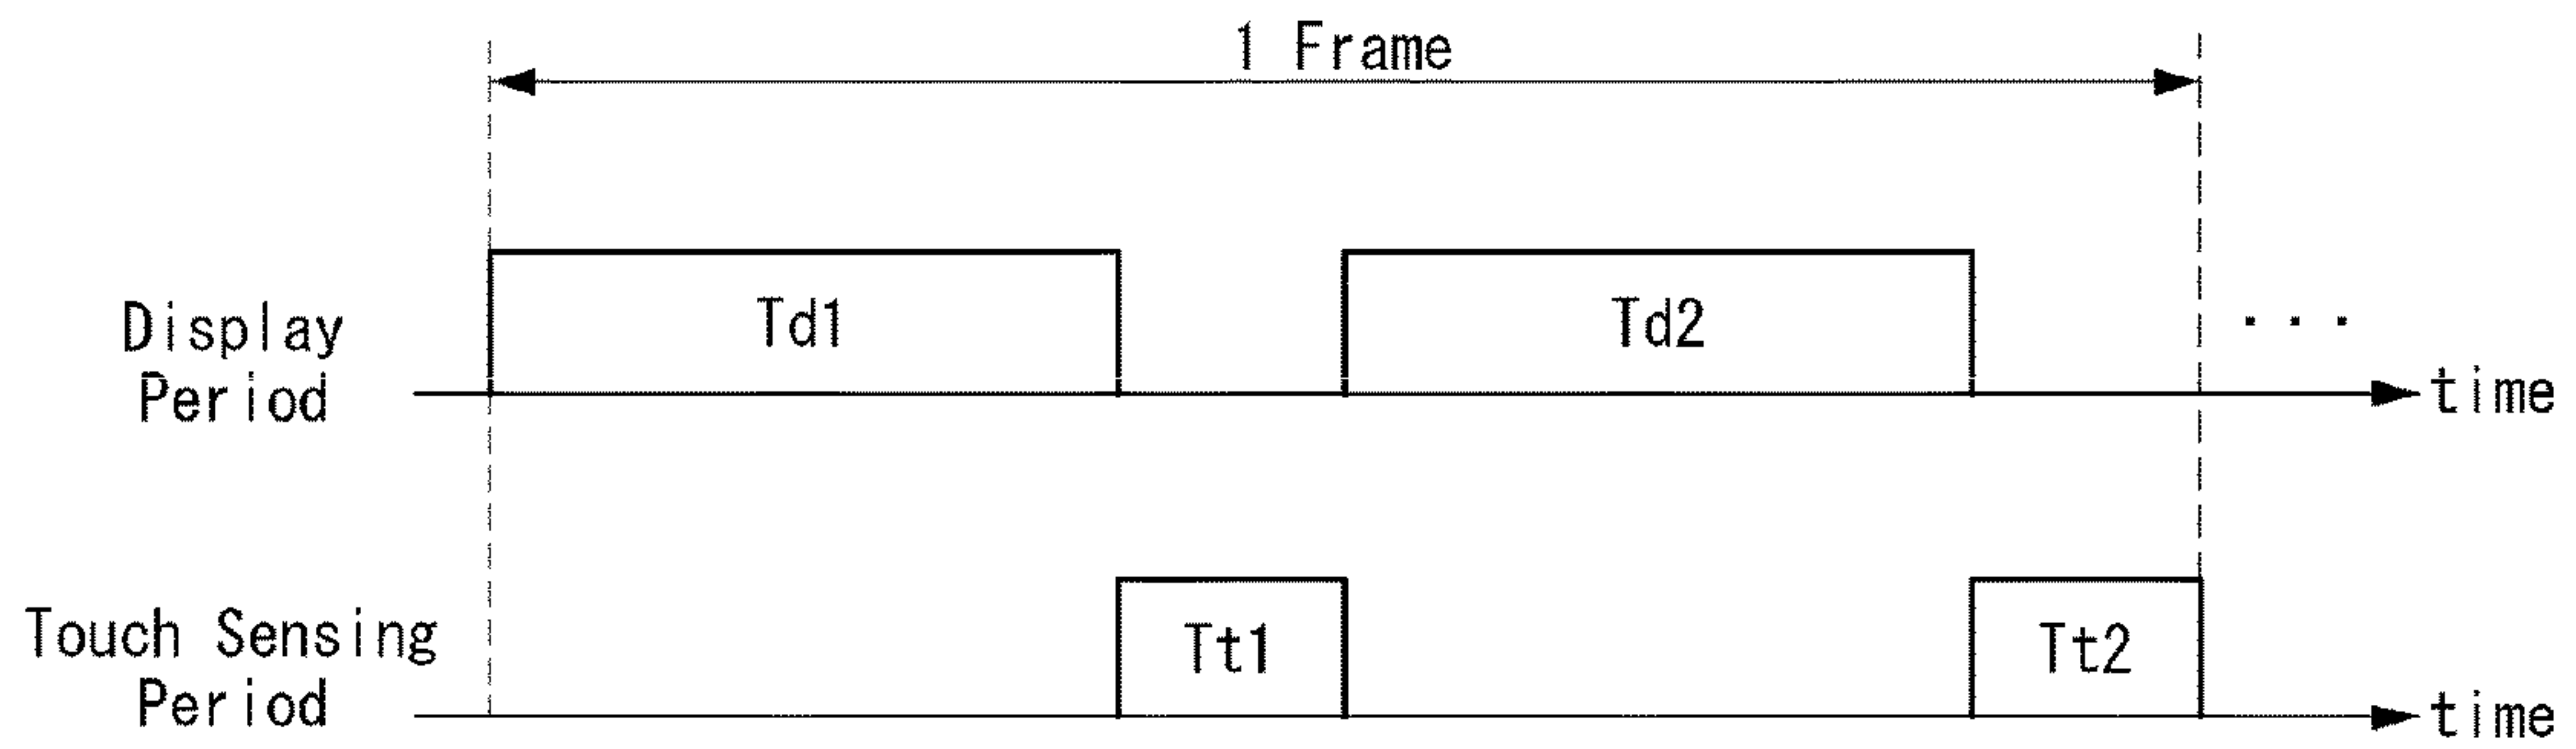 1 Frame
Display
Period
Td1
Td2
...
time
Touch Sensing
Period
Tt1
Tt2
time